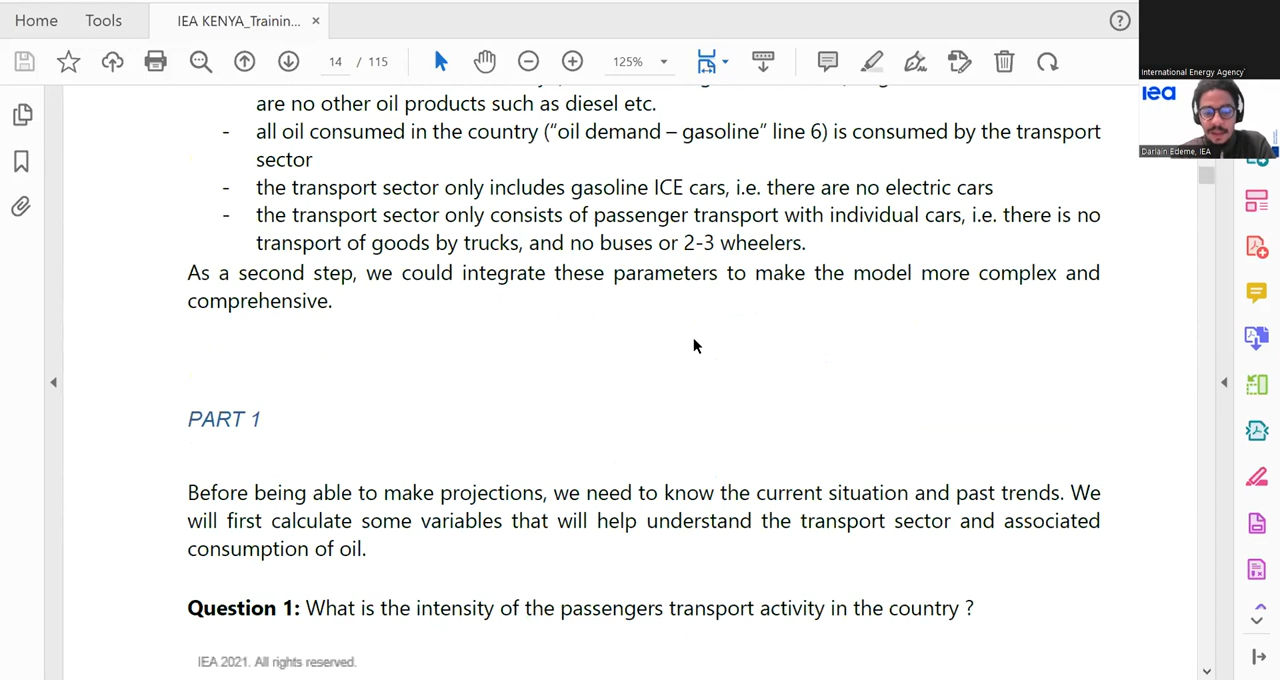 Home
Tools
IEA KENYA_Trainin...
14 / 115
125%
International Energy Agency
iea
Darlain Edeme, IEA
are no other oil products such as diesel etc.
- all oil consumed in the country (“oil demand – gasoline” line 6) is consumed by the transport
sector
- the transport sector only includes gasoline ICE cars, i.e. there are no electric cars
- the transport sector only consists of passenger transport with individual cars, i.e. there is no
transport of goods by trucks, and no buses or 2-3 wheelers.
As a second step, we could integrate these parameters to make the model more complex and
comprehensive.
PART 1
Before being able to make projections, we need to know the current situation and past trends. We
will first calculate some variables that will help understand the transport sector and associated
consumption of oil.
Question 1: What is the intensity of the passengers transport activity in the country ?
IEA 2021. All rights reserved.